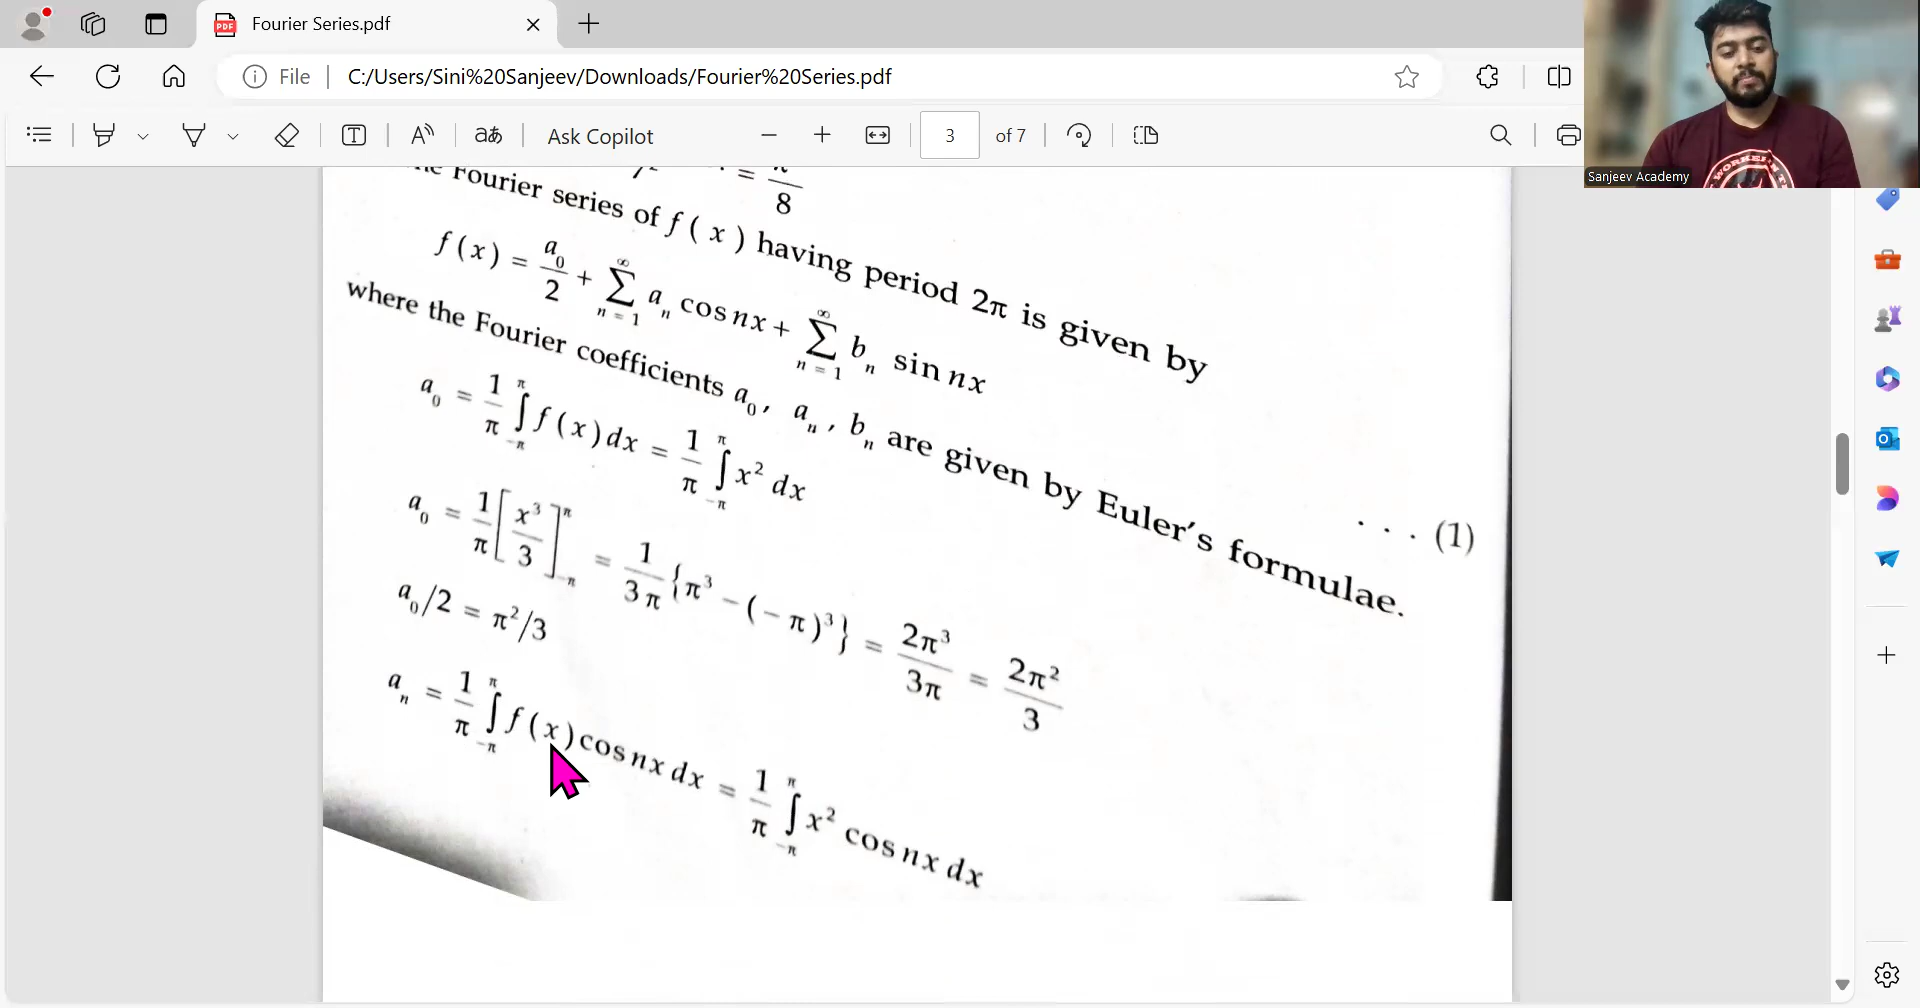 Fourier Series.pdf
File
C:/Users/Sini%20Sanjeev/Downloads/Fourier%20Series.pdf
Ask Copilot
3 of 7
Sanjeev Academy
= π/8
Fourier series of f ( x ) having period 2π is given by
f (x) = a₀/2 + ∑_{n = 1}^{∞} aₙ cos nx + ∑_{n = 1}^{∞} bₙ sin nx
. . . (1)
where the Fourier coefficients a₀, aₙ, bₙ are given by Euler's formulae.
a₀ = 1/π ∫_{-π}^{π} f (x) dx = 1/π ∫_{-π}^{π} x² dx
a₀ = 1/π [x³/3]_{-π}^{π} = 1/3π {π³ – (– π)³} = 2π³/3π = 2π²/3
a₀/2 = π²/3
aₙ = 1/π ∫_{-π}^{π} f (x) cos nx dx = 1/π ∫_{-π}^{π} x² cos nx dx